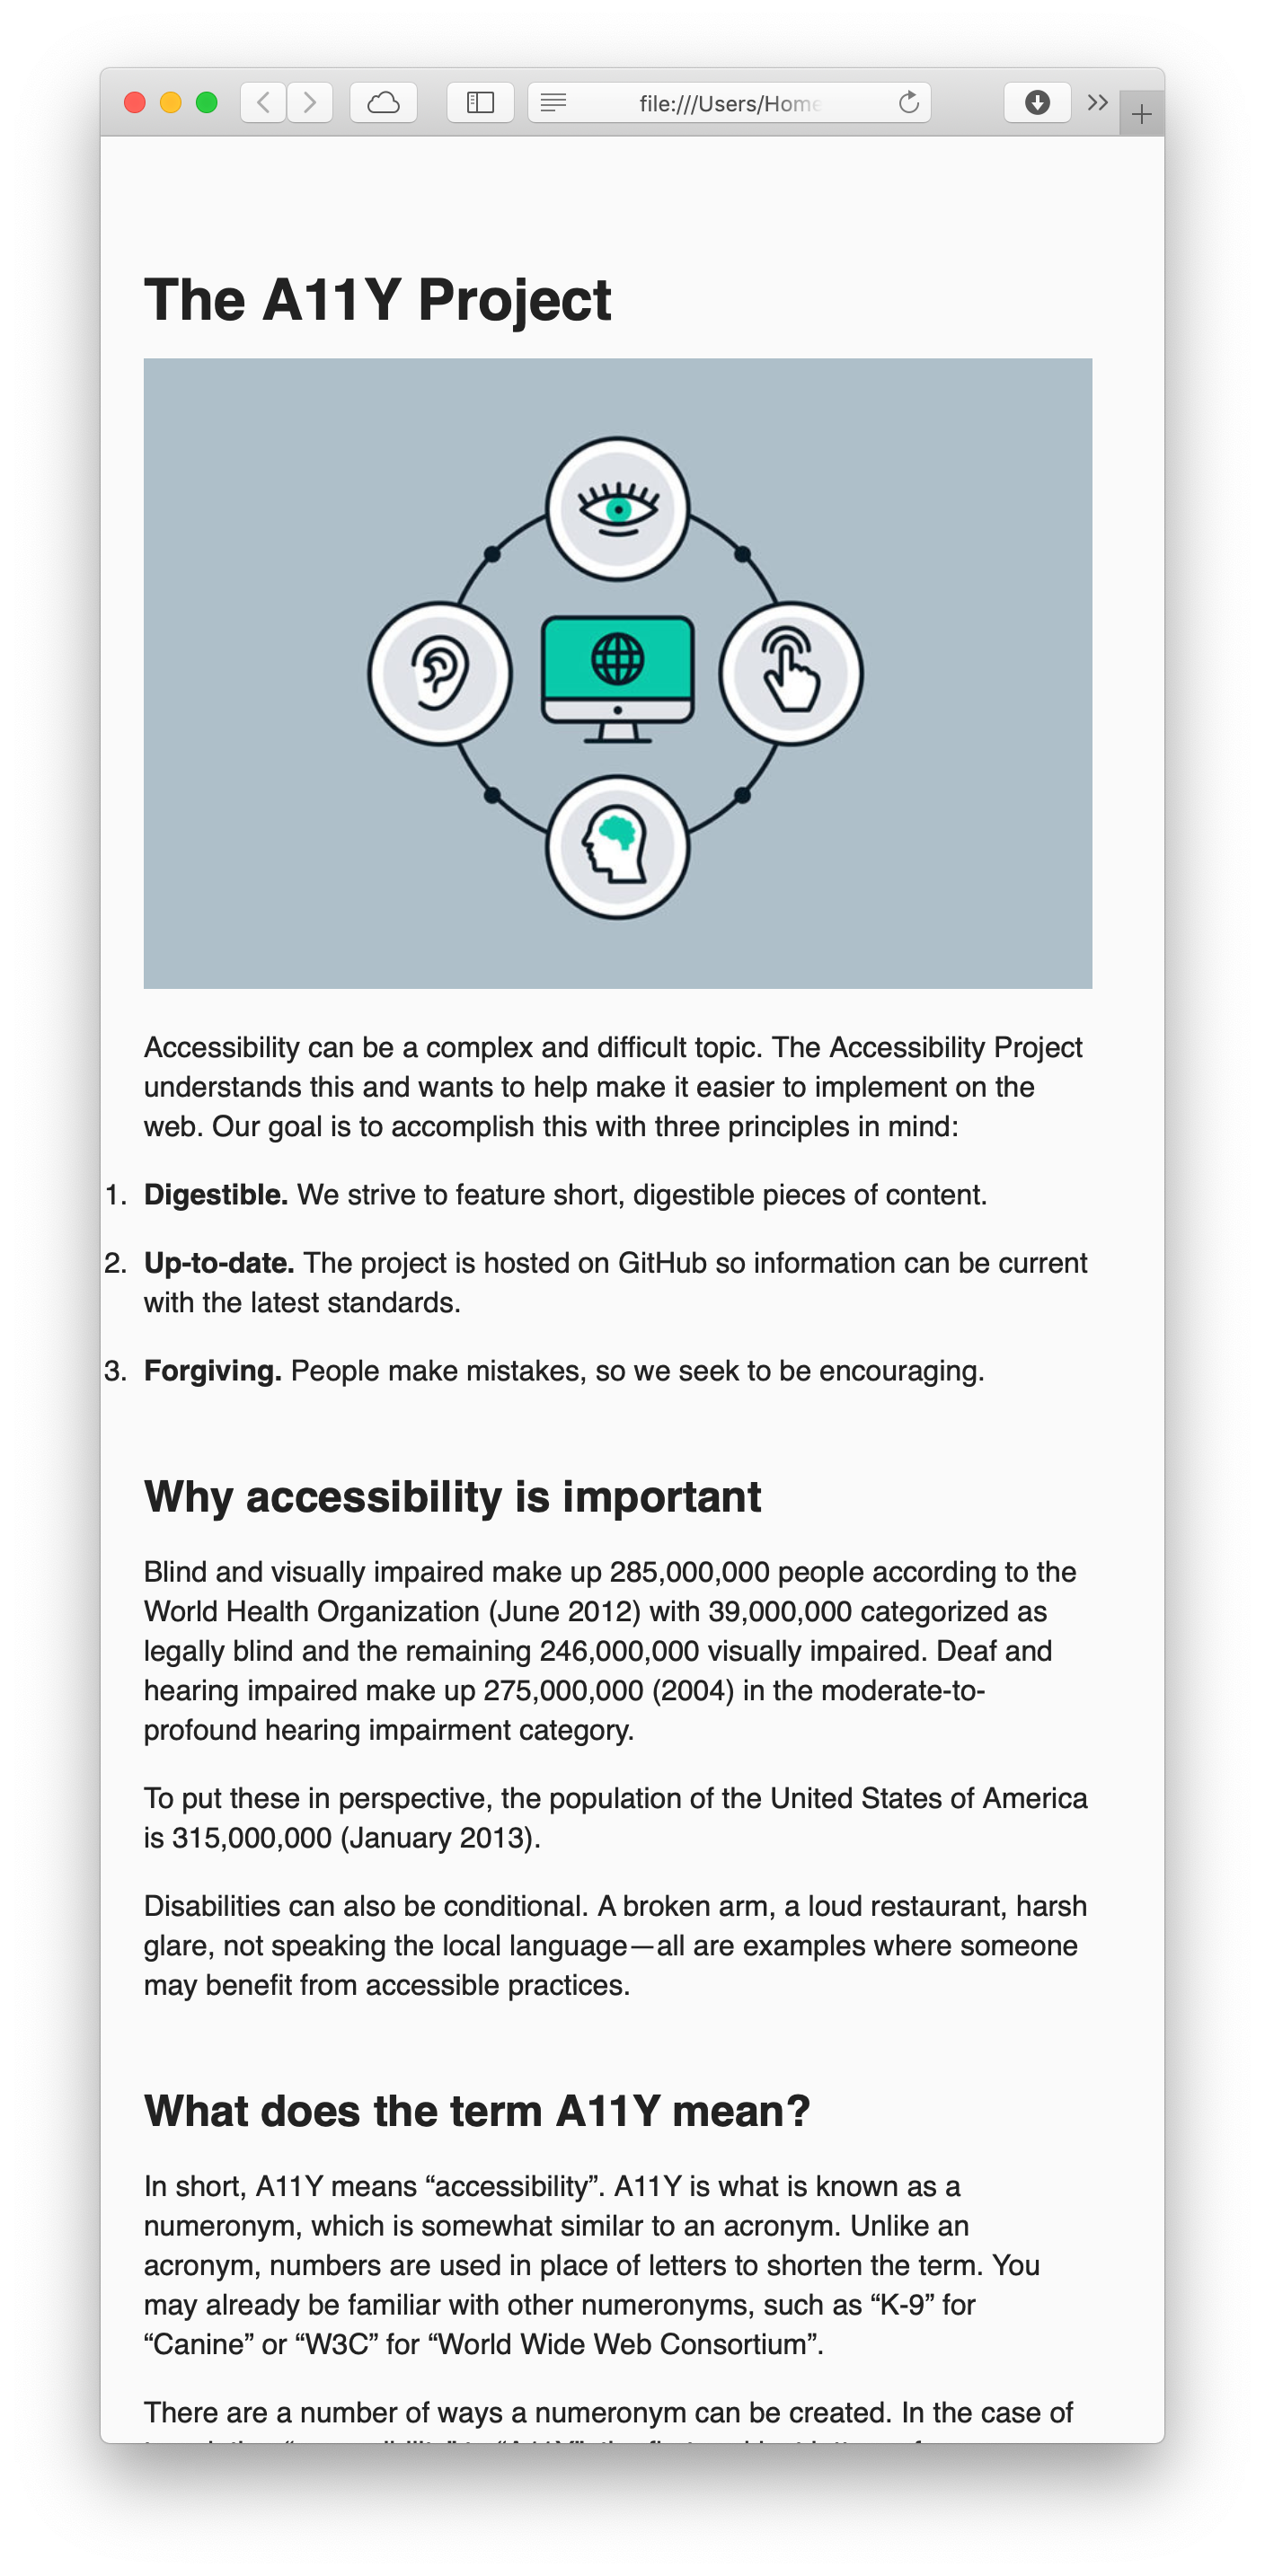 file:///Users/Home
The A11Y Project
Accessibility can be a complex and difficult topic. The Accessibility Project
understands this and wants to help make it easier to implement on the
web. Our goal is to accomplish this with three principles in mind:
1. Digestible. We strive to feature short, digestible pieces of content.
2. Up-to-date. The project is hosted on GitHub so information can be current
with the latest standards.
3. Forgiving. People make mistakes, so we seek to be encouraging.
Why accessibility is important
Blind and visually impaired make up 285,000,000 people according to the
World Health Organization (June 2012) with 39,000,000 categorized as
legally blind and the remaining 246,000,000 visually impaired. Deaf and
hearing impaired make up 275,000,000 (2004) in the moderate-to-
profound hearing impairment category.
To put these in perspective, the population of the United States of America
is 315,000,000 (January 2013).
Disabilities can also be conditional. A broken arm, a loud restaurant, harsh
glare, not speaking the local language—all are examples where someone
may benefit from accessible practices.
What does the term A11Y mean?
In short, A11Y means “accessibility”. A11Y is what is known as a
numeronym, which is somewhat similar to an acronym. Unlike an
acronym, numbers are used in place of letters to shorten the term. You
may already be familiar with other numeronyms, such as “K-9” for
“Canine” or “W3C” for “World Wide Web Consortium”.
There are a number of ways a numeronym can be created. In the case of